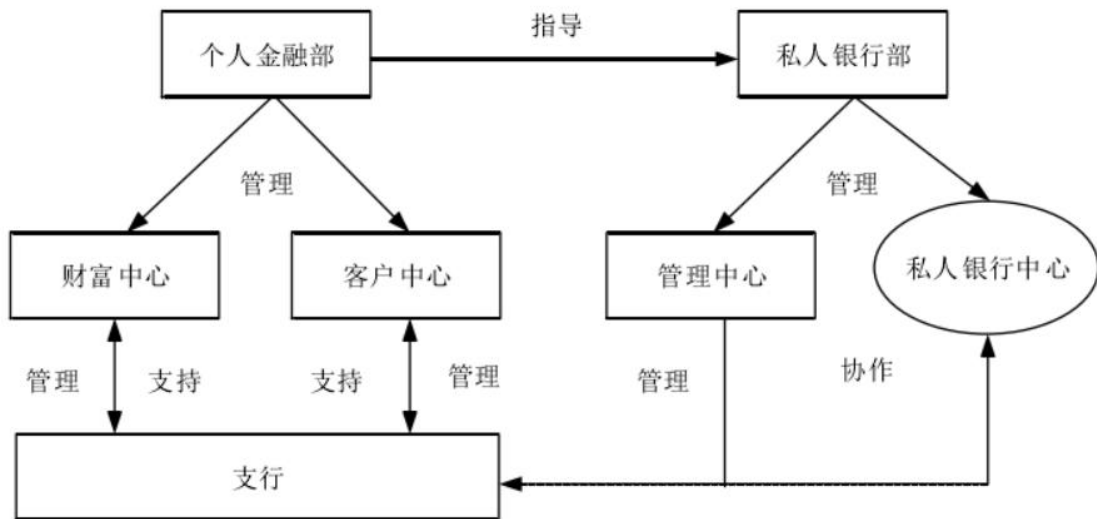 指导
个人金融部
私人银行部
管理
管理
财富中心
客户中心
管理中心
私人银行中心
管理
支持
支持
管理
管理
协作
支行